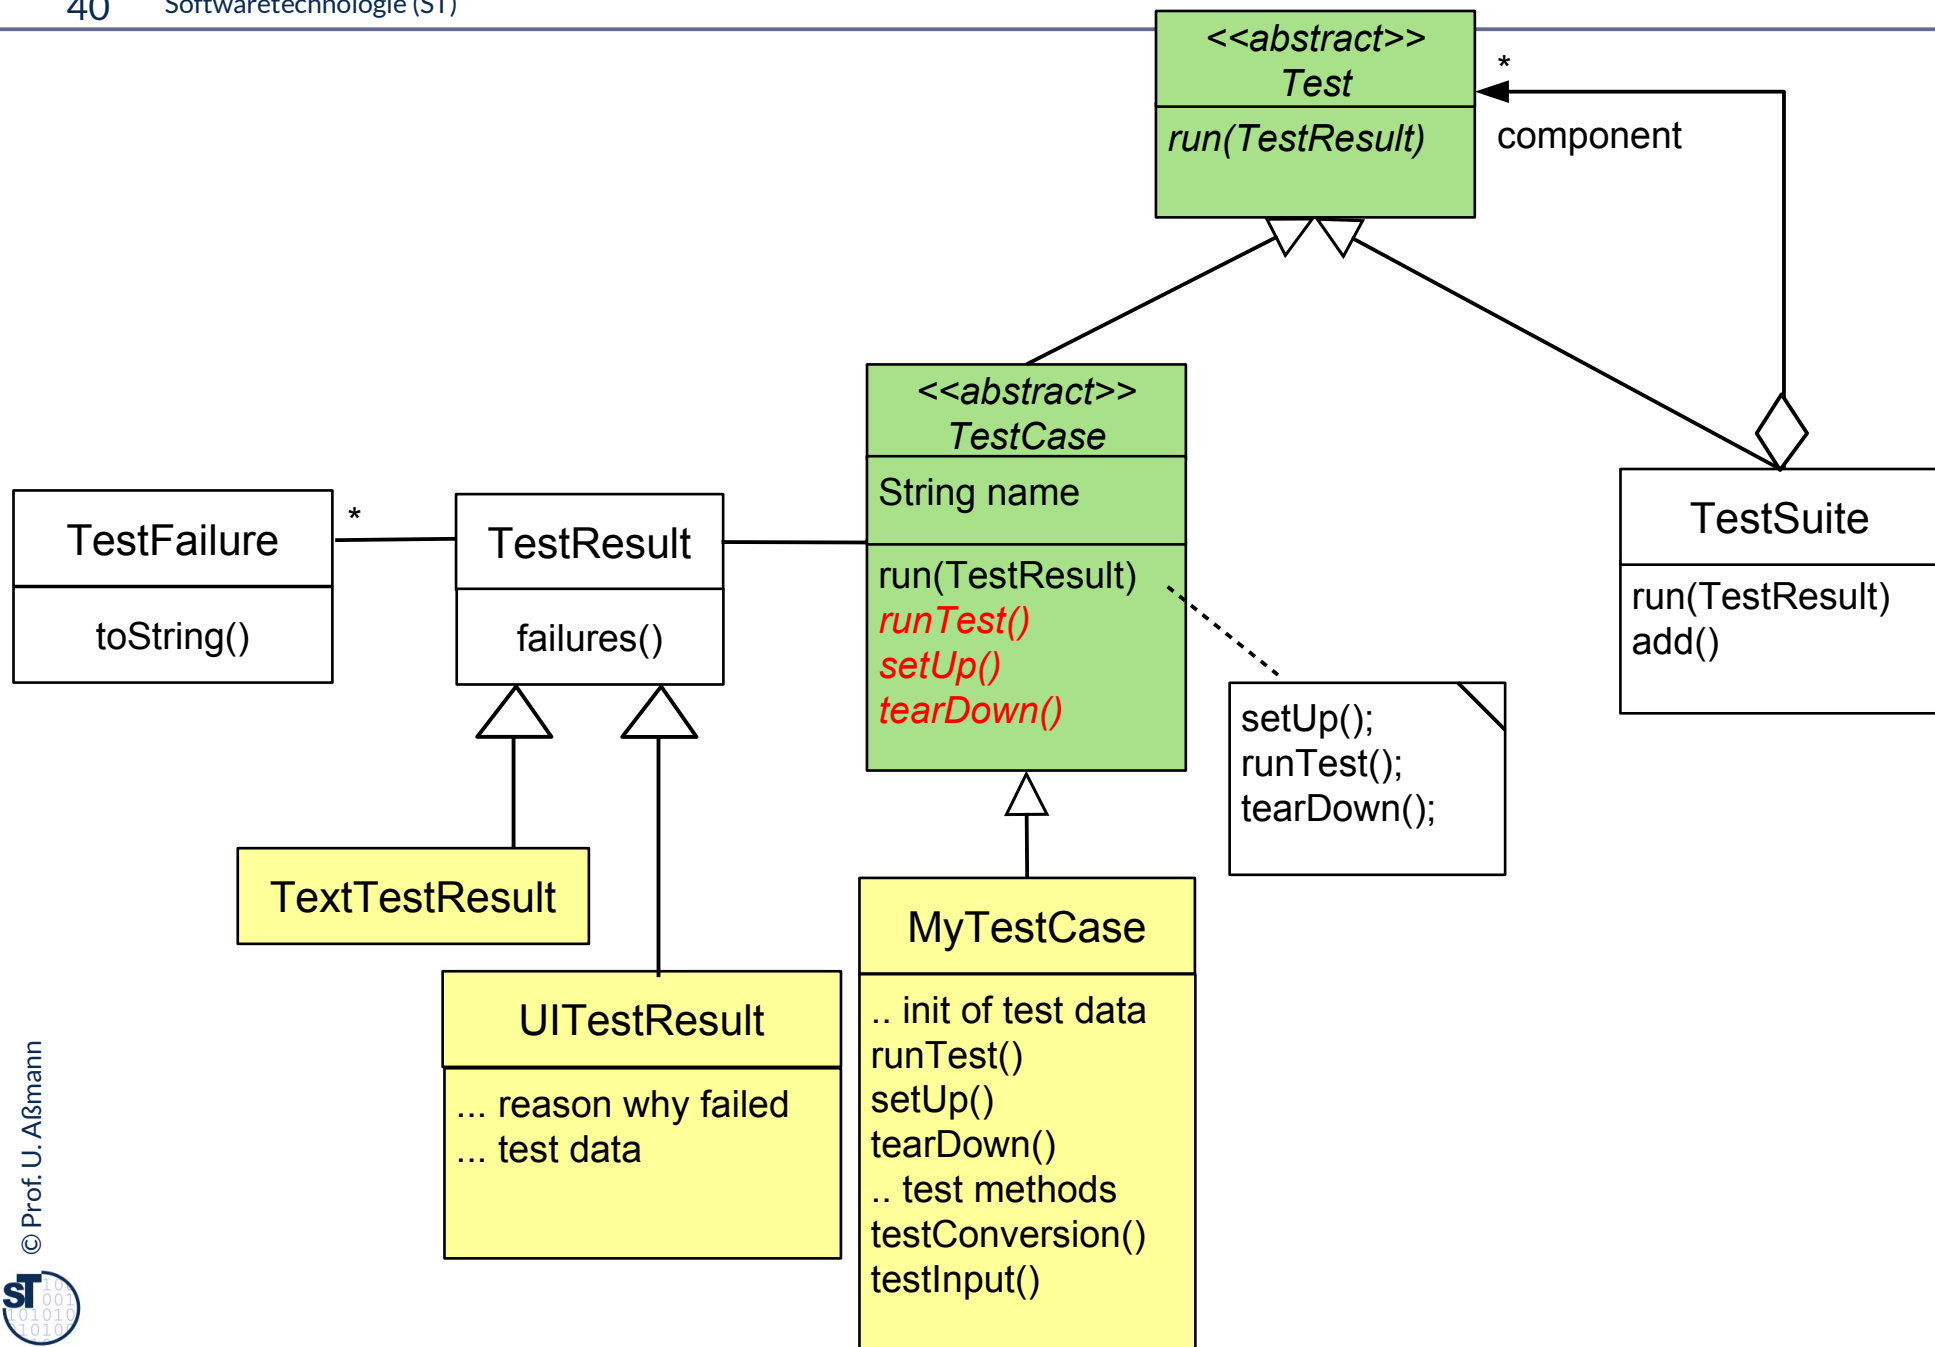 40 Softwaretechnologie (ST)
<<abstract>>
Test
run(TestResult)
*
component
<<abstract>>
TestCase
String name
run(TestResult)
runTest()
setUp()
tearDown()
TestFailure
toString()
*
TestResult
failures()
TestSuite
run(TestResult)
add()
setUp();
runTest();
tearDown();
TextTestResult
UITestResult
... reason why failed
... test data
MyTestCase
.. init of test data
runTest()
setUp()
tearDown()
.. test methods
testConversion()
testInput()
© Prof. U. Aßmann
ST